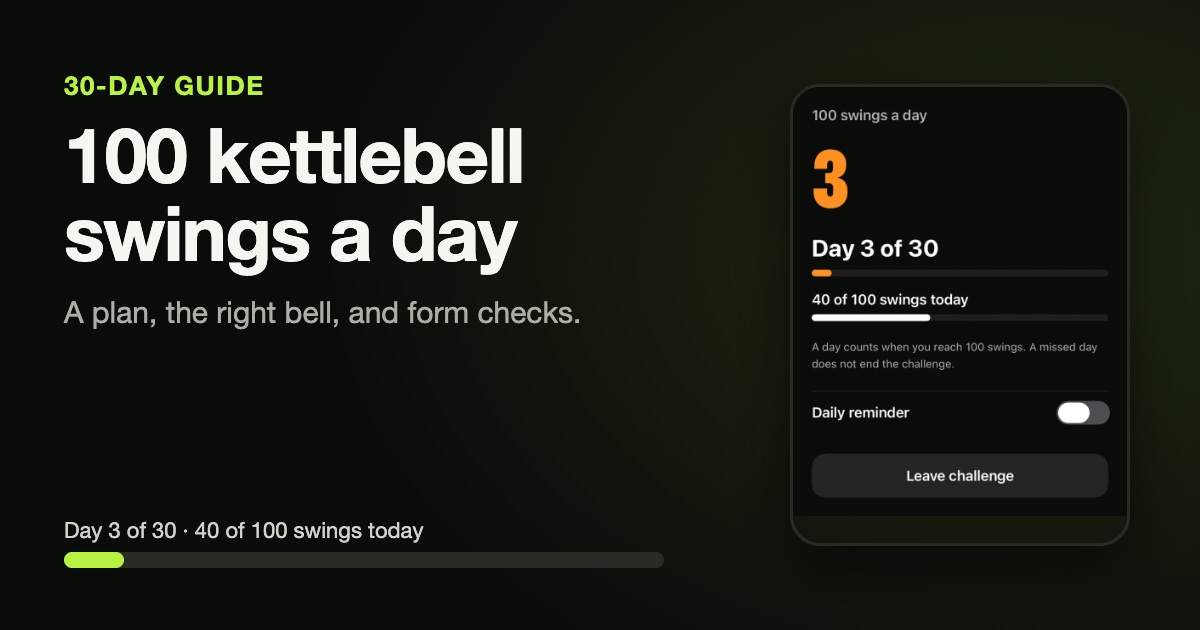 30-DAY GUIDE
100 kettlebell
swings a day
A plan, the right bell, and form checks.
Day 3 of 30 · 40 of 100 swings today
100 swings a day
3
Day 3 of 30
40 of 100 swings today
A day counts when you reach 100 swings. A missed day
does not end the challenge.
Daily reminder
Leave challenge